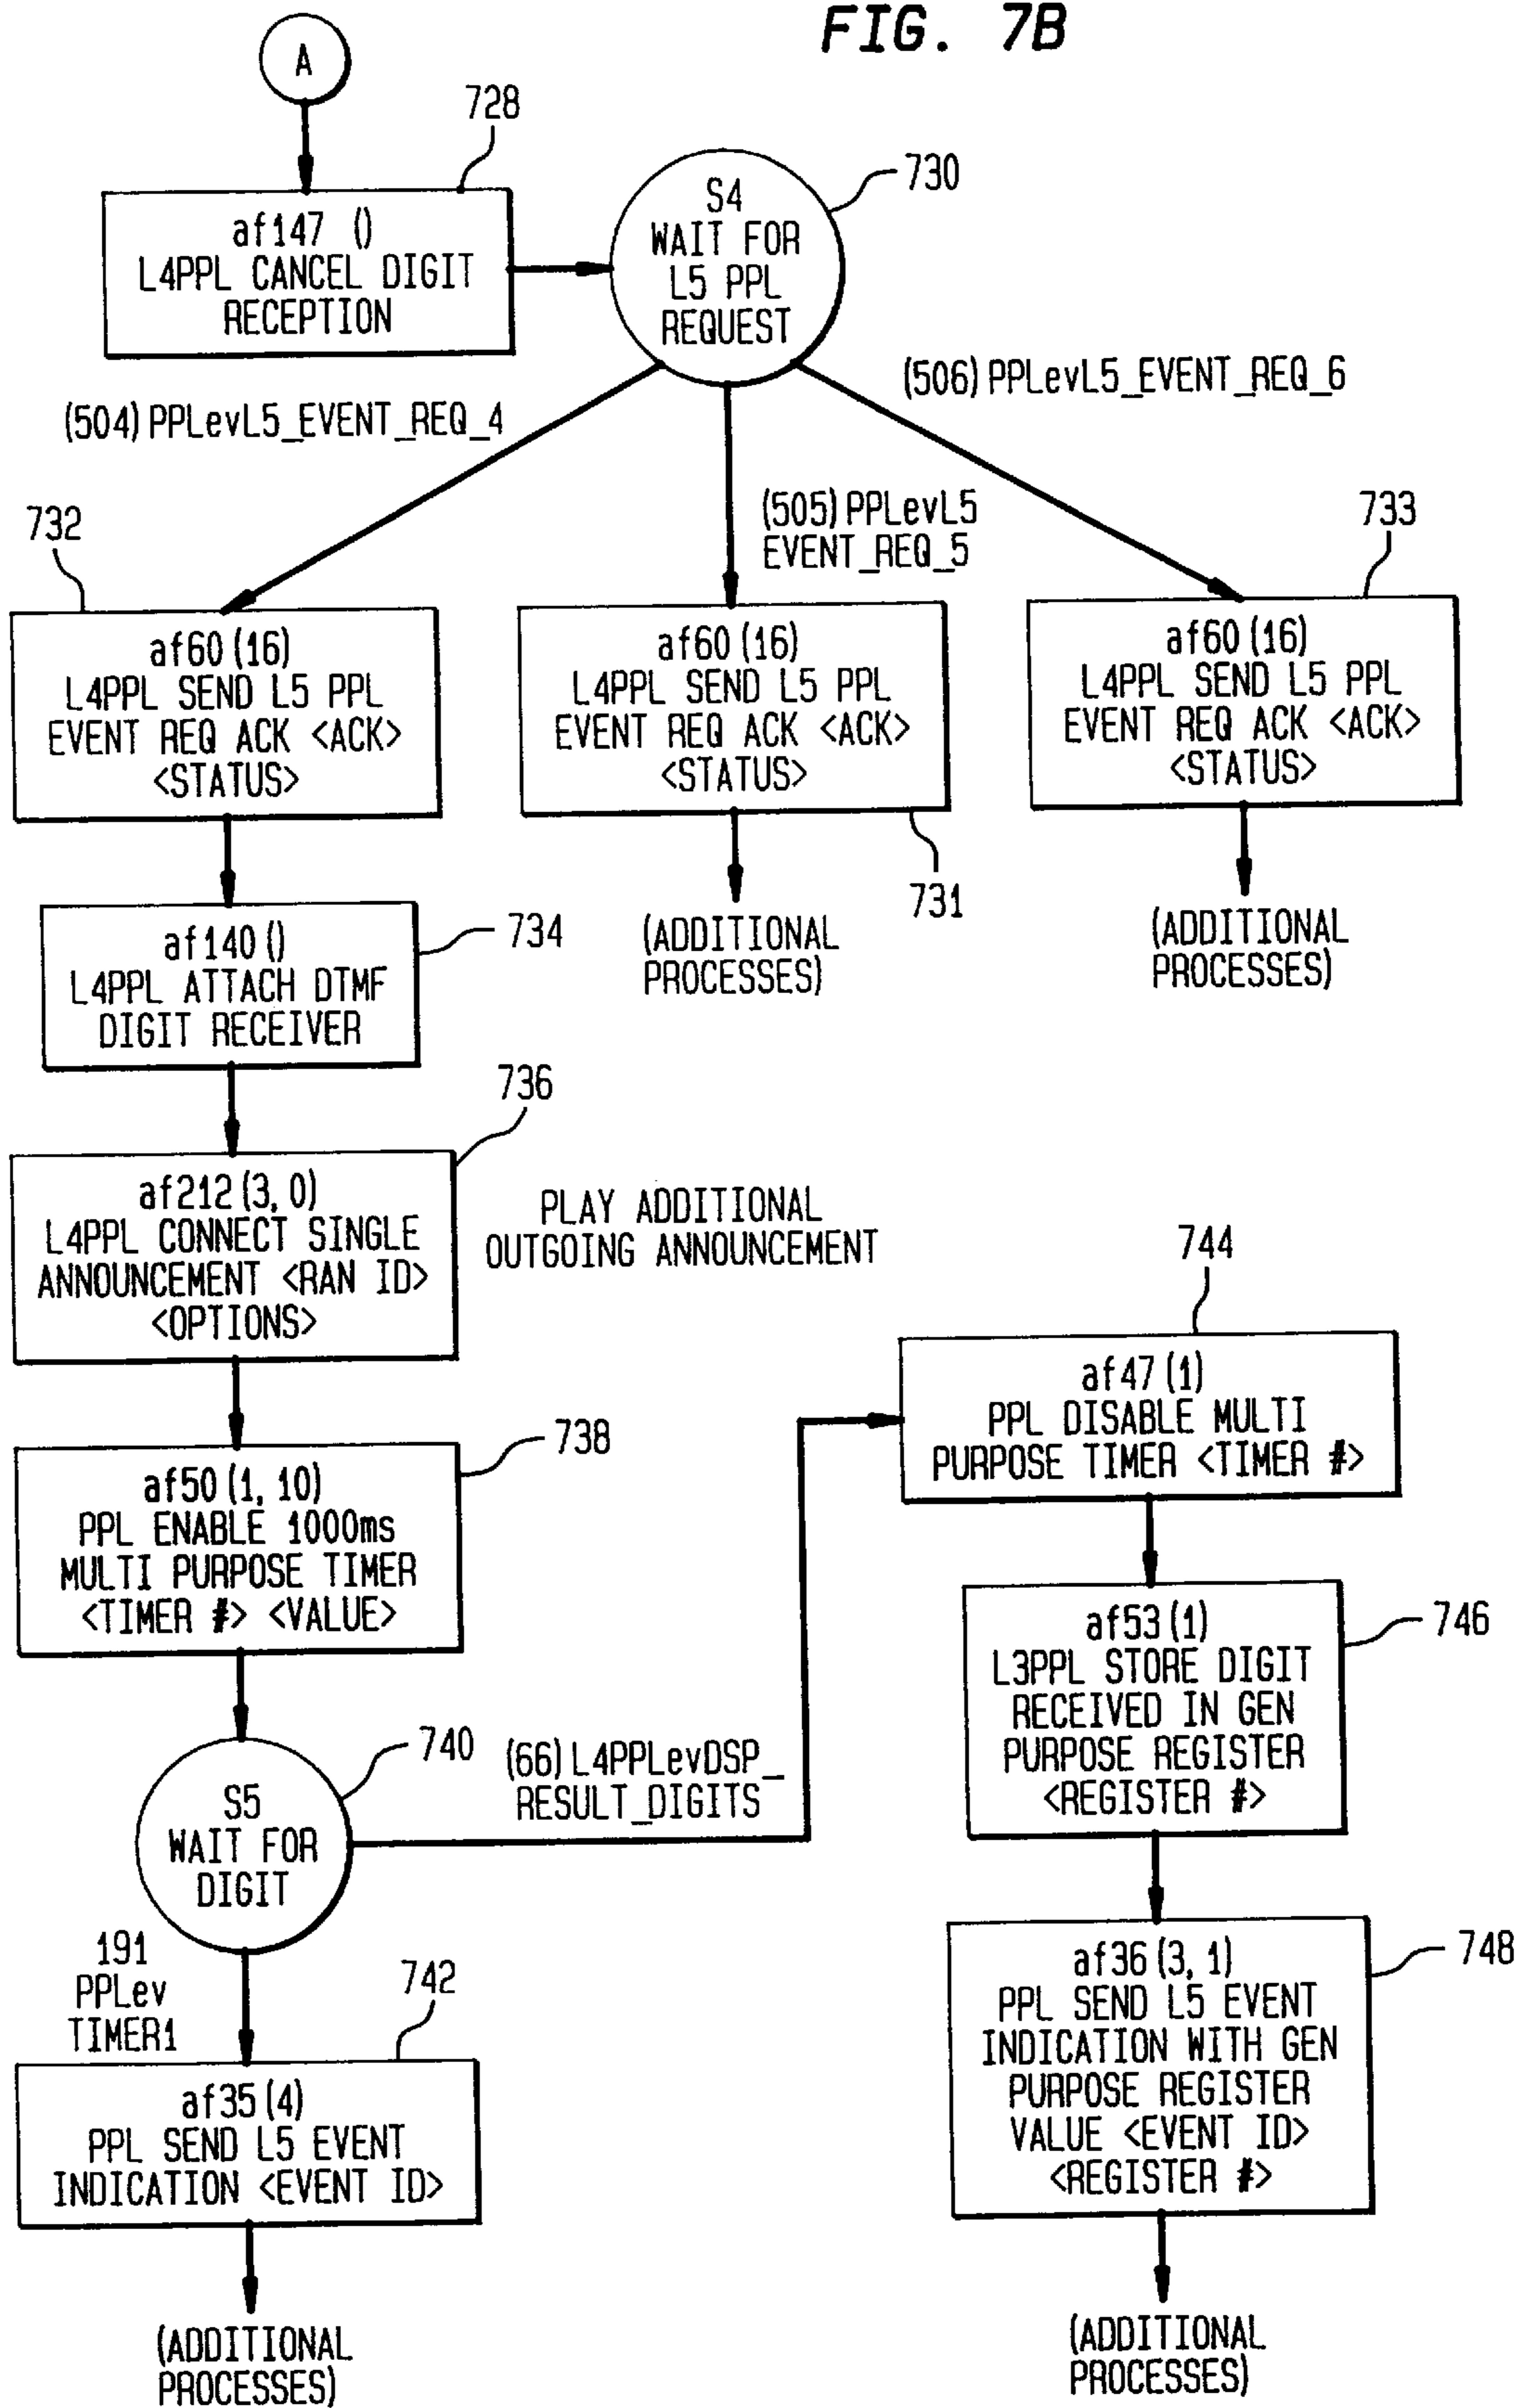 FIG. 7B
A
728
af147 ()
L4PPL CANCEL DIGIT
RECEPTION
730
S4
WAIT FOR
L5 PPL
REQUEST
(504) PPLevL5_EVENT_REQ_4
(505) PPLevL5
EVENT_REQ_5
(506) PPLevL5_EVENT_REQ_6
732
af60 (16)
L4PPL SEND L5 PPL
EVENT REQ ACK <ACK>
<STATUS>
af60 (16)
L4PPL SEND L5 PPL
EVENT REQ ACK <ACK>
<STATUS>
731
(ADDITIONAL
PROCESSES)
733
af60 (16)
L4PPL SEND L5 PPL
EVENT REQ ACK <ACK>
<STATUS>
(ADDITIONAL
PROCESSES)
734
af140 ()
L4PPL ATTACH DTMF
DIGIT RECEIVER
736
af212 (3, 0)
L4PPL CONNECT SINGLE
ANNOUNCEMENT <RAN ID>
<OPTIONS>
PLAY ADDITIONAL
OUTGOING ANNOUNCEMENT
738
af50 (1, 10)
PPL ENABLE 1000ms
MULTI PURPOSE TIMER
<TIMER #> <VALUE>
740
S5
WAIT FOR
DIGIT
(66) L4PPLevDSP_
RESULT_DIGITS
191
PPLev
TIMER1
742
af35 (4)
PPL SEND L5 EVENT
INDICATION <EVENT ID>
(ADDITIONAL
PROCESSES)
744
af47 (1)
PPL DISABLE MULTI
PURPOSE TIMER <TIMER #>
746
af53 (1)
L3PPL STORE DIGIT
RECEIVED IN GEN
PURPOSE REGISTER
<REGISTER #>
748
af36 (3, 1)
PPL SEND L5 EVENT
INDICATION WITH GEN
PURPOSE REGISTER
VALUE <EVENT ID>
<REGISTER #>
(ADDITIONAL
PROCESSES)